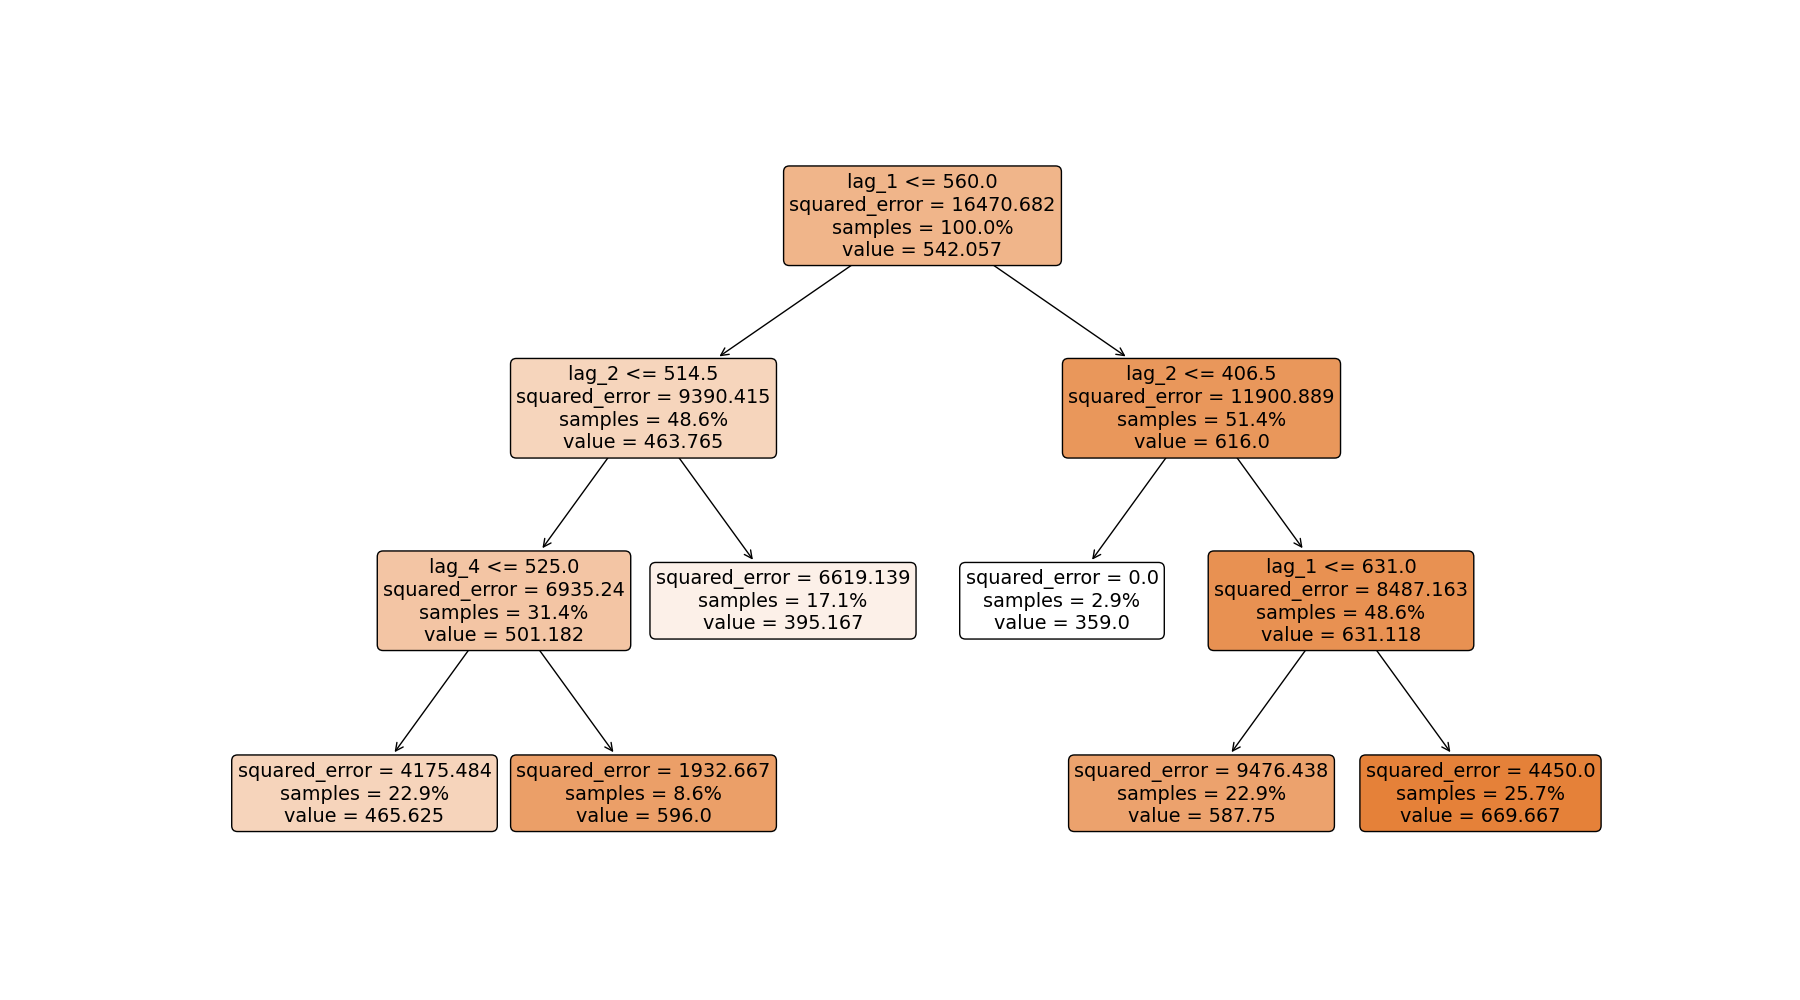 lag_1 <= 560.0
squared_error = 16470.682
samples = 100.0%
value = 542.057
lag_2 <= 514.5
squared_error = 9390.415
samples = 48.6%
value = 463.765
lag_2 <= 406.5
squared_error = 11900.889
samples = 51.4%
value = 616.0
lag_4 <= 525.0
squared_error = 6935.24
samples = 31.4%
value = 501.182
squared_error = 6619.139
samples = 17.1%
value = 395.167
squared_error = 0.0
samples = 2.9%
value = 359.0
lag_1 <= 631.0
squared_error = 8487.163
samples = 48.6%
value = 631.118
squared_error = 4175.484
samples = 22.9%
value = 465.625
squared_error = 1932.667
samples = 8.6%
value = 596.0
squared_error = 9476.438
samples = 22.9%
value = 587.75
squared_error = 4450.0
samples = 25.7%
value = 669.667